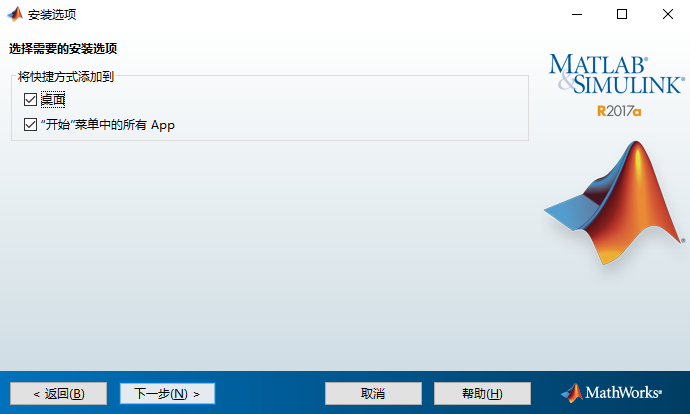 安装选项
选择需要的安装选项
将快捷方式添加到
桌面
“开始”菜单中的所有 App
MATLAB®
&SIMULINK®
R2017a
®
< 返回(B)
下一步(N) >
取消
帮助(H)
MathWorks®